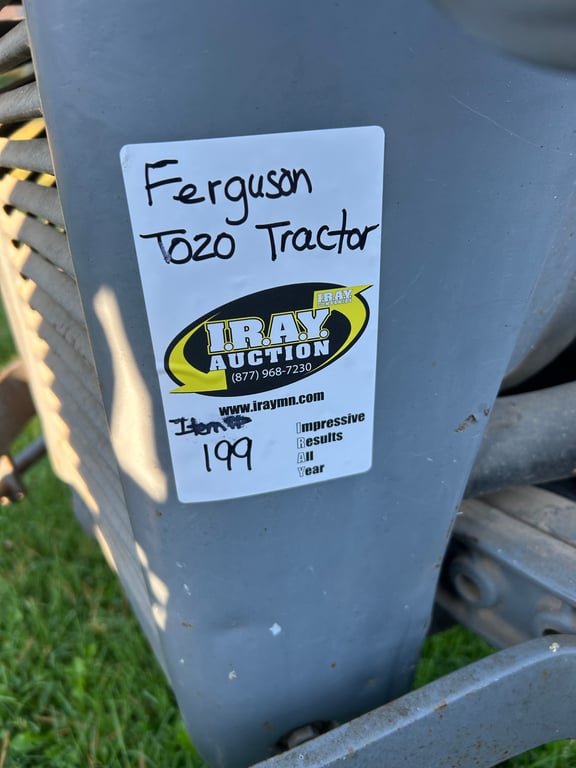 Ferguson
TO20 Tractor
I.R.A.Y.
I.R.A.Y.
AUCTION
(877) 968-7230
www.iraymn.com
Item#
199
Impressive
Results
All
Year